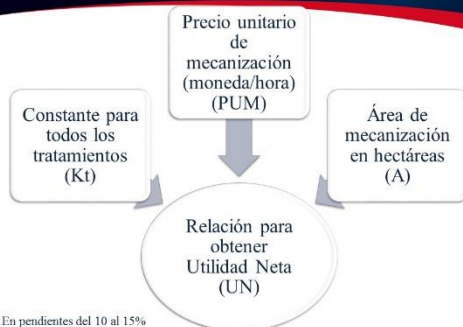 Precio unitario
de
mecanización
(moneda/hora)
(PUM)
Constante para
todos los
tratamientos
(Kt)
Área de
mecanización
en hectáreas
(A)
Relación para
obtener
Utilidad Neta
(UN)
En pendientes del 10 al 15%